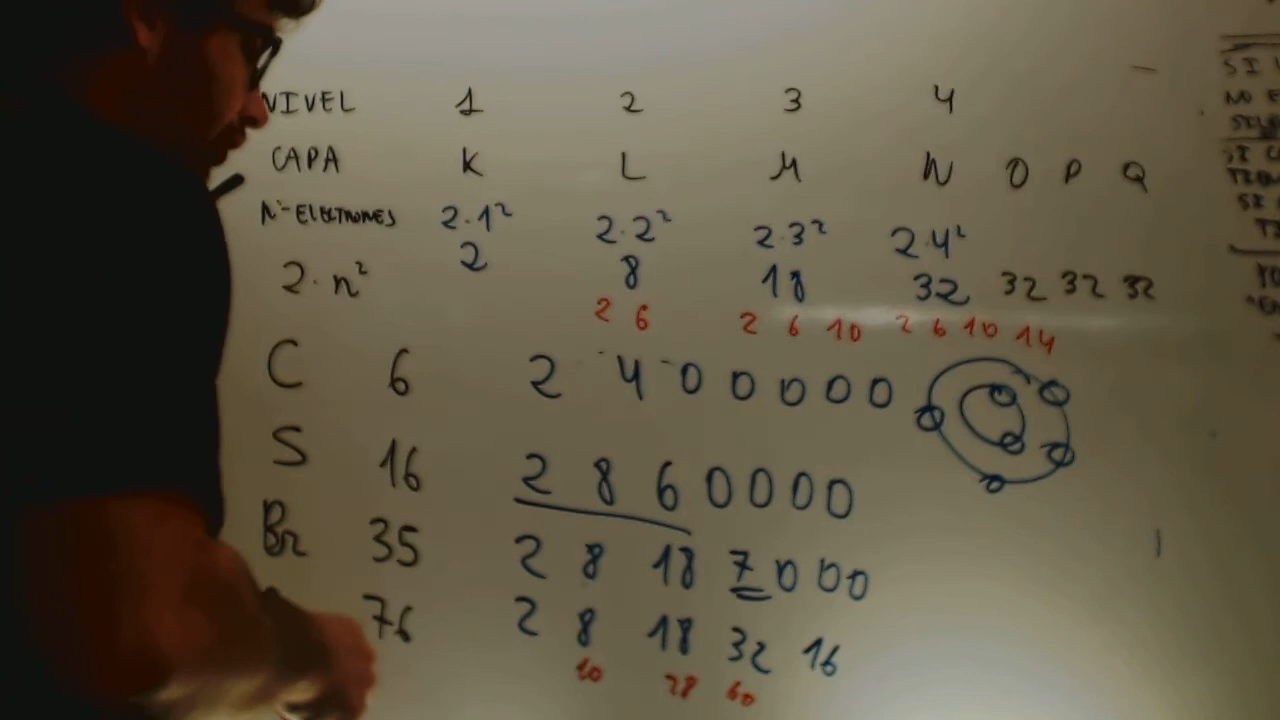 NIVEL 1 2 3 4
CAPA K L M N O P Q
Nº-ELECTRONES 2·1² 2·2² 2·3² 2·4²
2·n² 2 8 18 32 32 32 32
2 6 2 6 10 2 6 10 14
C 6 2 4 0 0 0 0 0
S 16 2 8 6 0 0 0 0
Br 35 2 8 18 7 0 0 0
76 2 8 18 32 16
10 28 60
SI
NO E